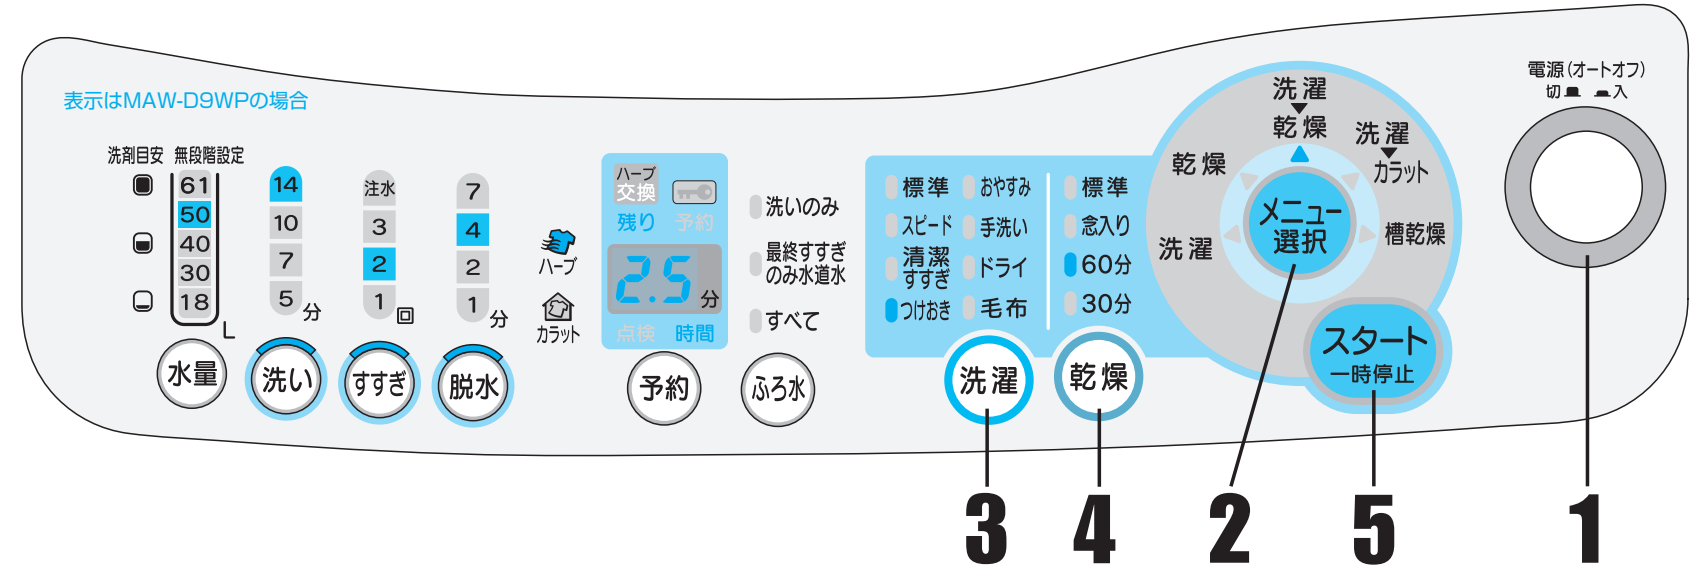 表示はMAW-D9WPの場合
洗剤目安 無段階設定
61
50
40
30
18
L
水量
14
10
7
5
分
洗い
注水
3
2
1
回
すすぎ
7
4
2
1
分
脱水
ハーブ
カラット
ハーブ
交換
残り 予約
2.5
分
点検 時間
予約
洗いのみ
最終すすぎ
のみ水道水
すべて
ふろ水
標準 おやすみ
スピード 手洗い
清潔
すすぎ
ドライ
つけおき 毛布
洗濯
標準
念入り
60分
30分
乾燥
洗濯
乾燥
洗濯
カラット
乾燥
槽乾燥
洗濯
メニュー
選択
スタート
一時停止
電源(オートオフ)
切 入
3 4 2 5 1